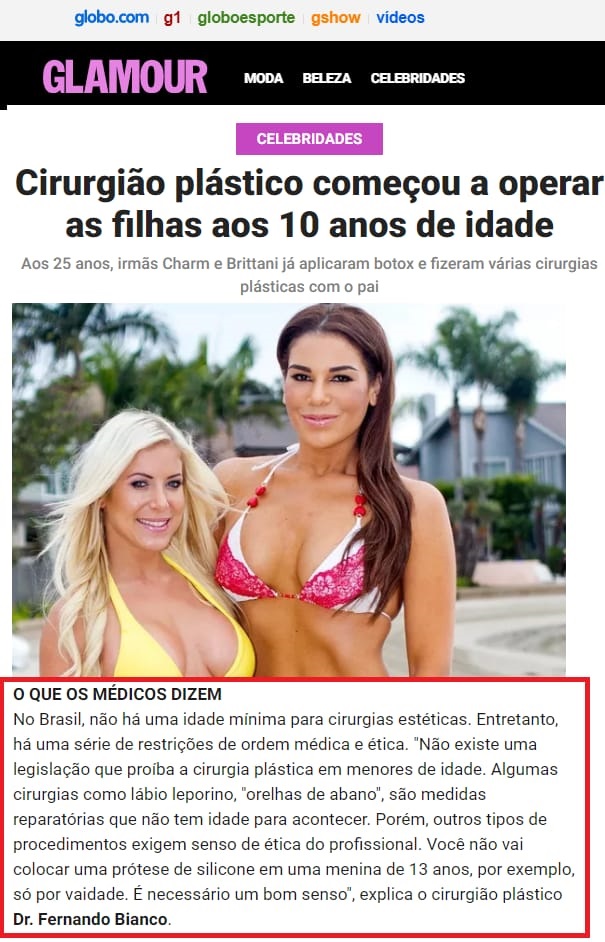 globo.com g1 globoesporte gshow vídeos
GLAMOUR MODA BELEZA CELEBRIDADES
CELEBRIDADES
Cirurgião plástico começou a operar
as filhas aos 10 anos de idade
Aos 25 anos, irmãs Charm e Brittani já aplicaram botox e fizeram várias cirurgias
plásticas com o pai
O QUE OS MÉDICOS DIZEM
No Brasil, não há uma idade mínima para cirurgias estéticas. Entretanto,
há uma série de restrições de ordem médica e ética. "Não existe uma
legislação que proíba a cirurgia plástica em menores de idade. Algumas
cirurgias como lábio leporino, "orelhas de abano", são medidas
reparatórias que não tem idade para acontecer. Porém, outros tipos de
procedimentos exigem senso de ética do profissional. Você não vai
colocar uma prótese de silicone em uma menina de 13 anos, por exemplo,
só por vaidade. É necessário um bom senso", explica o cirurgião plástico
Dr. Fernando Bianco.